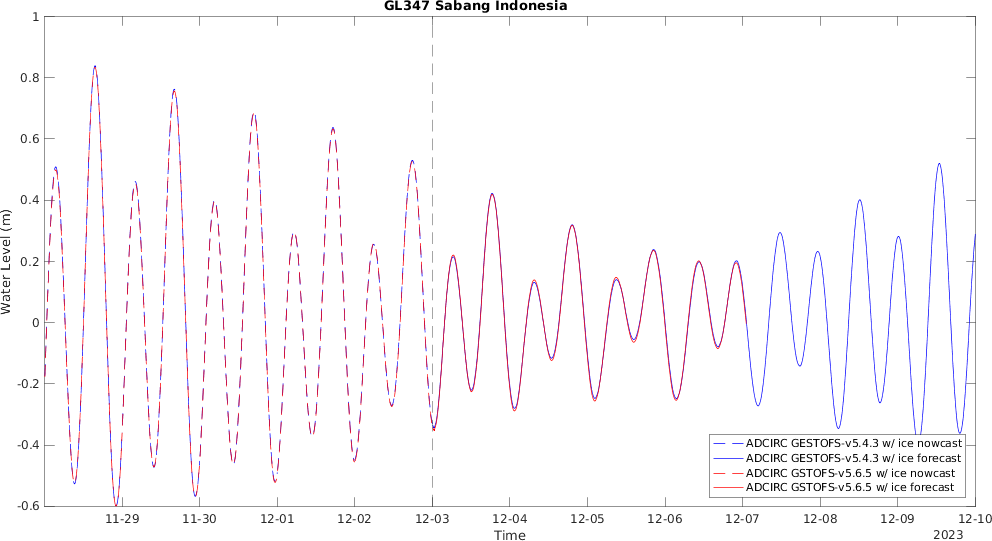 GL347 Sabang Indonesia
Water Level (m)
1
0.8
0.6
0.4
0.2
0
-0.2
-0.4
-0.6
ADCIRC GESTOFS-v5.4.3 w/ ice nowcast
ADCIRC GESTOFS-v5.4.3 w/ ice forecast
ADCIRC GSTOFS-v5.6.5 w/ ice nowcast
ADCIRC GSTOFS-v5.6.5 w/ ice forecast
11-29 11-30 12-01 12-02 12-03 12-04 12-05 12-06 12-07 12-08 12-09 12-10
Time
2023